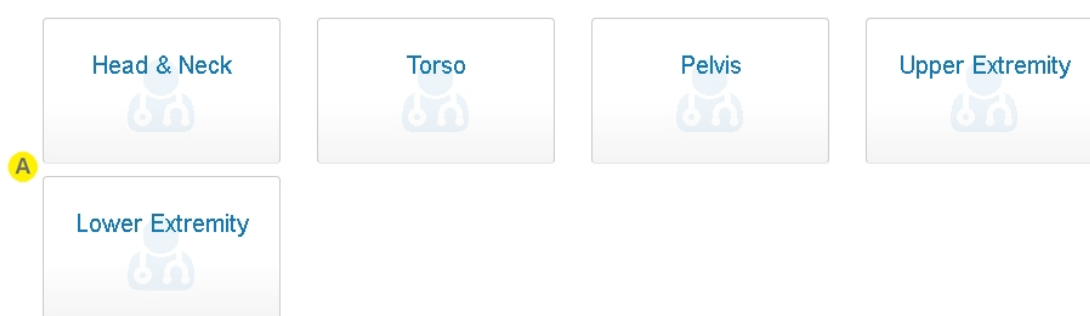 Head & Neck
Torso
Pelvis
Upper Extremity
A
Lower Extremity